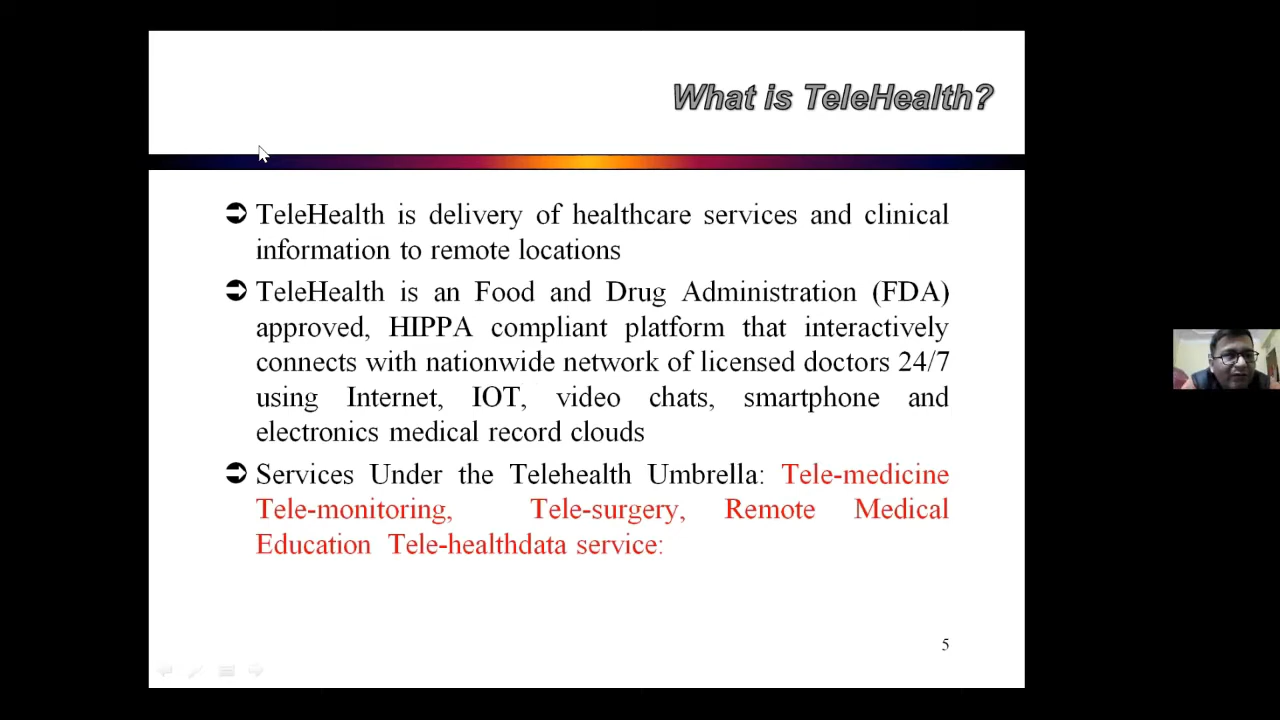 What is TeleHealth?
TeleHealth is delivery of healthcare services and clinical
information to remote locations
TeleHealth is an Food and Drug Administration (FDA)
approved, HIPPA compliant platform that interactively
connects with nationwide network of licensed doctors 24/7
using Internet, IOT, video chats, smartphone and
electronics medical record clouds
Services Under the Telehealth Umbrella: Tele-medicine
Tele-monitoring, Tele-surgery, Remote Medical
Education Tele-healthdata service:
5